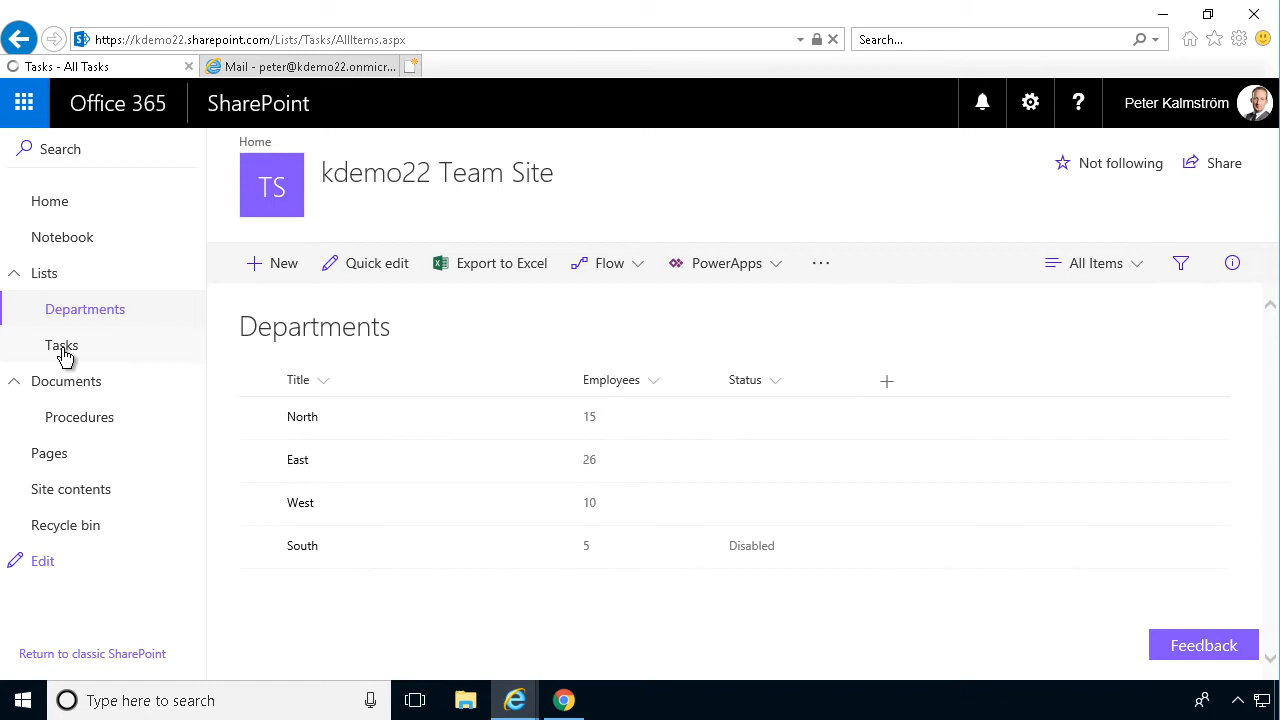 https://kdemo22.sharepoint.com/Lists/Tasks/AllItems.aspx
Search...
Tasks - All Tasks
Mail - peter@kdemo22.onmicr...
Office 365
SharePoint
Peter Kalmström
Search
Home
Notebook
Lists
Departments
Tasks
Documents
Procedures
Pages
Site contents
Recycle bin
Edit
Return to classic SharePoint
Home
TS
kdemo22 Team Site
Not following
Share
New
Quick edit
Export to Excel
Flow
PowerApps
All Items
Departments
Title Employees Status
North 15
East 26
West 10
South 5 Disabled
Feedback
Type here to search